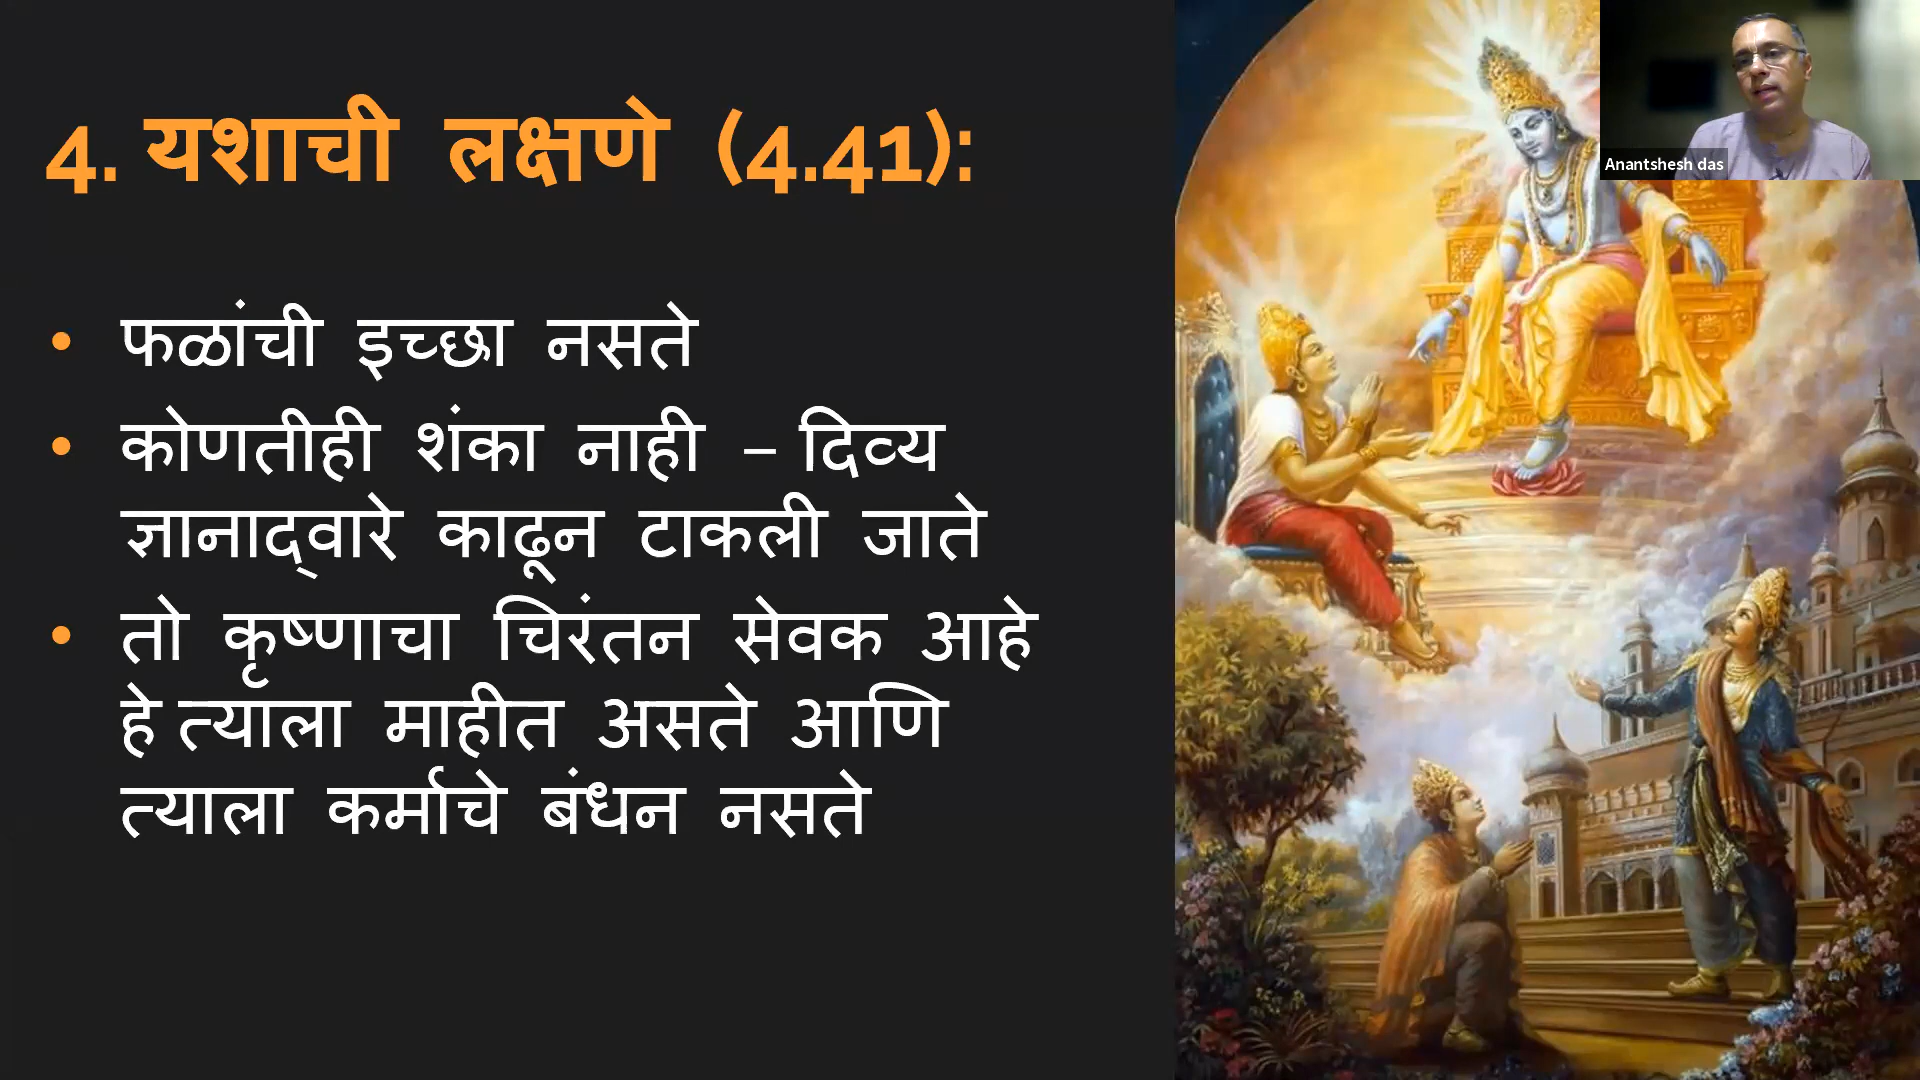 4. यशाची लक्षणे (4.41):
Anantshesh das
• फळांची इच्छा नसते
• कोणतीही शंका नाही – दिव्य
ज्ञानाद्वारे काढून टाकली जाते
• तो कृष्णाचा चिरंतन सेवक आहे
हे त्याला माहीत असते आणि
त्याला कर्माचे बंधन नसते